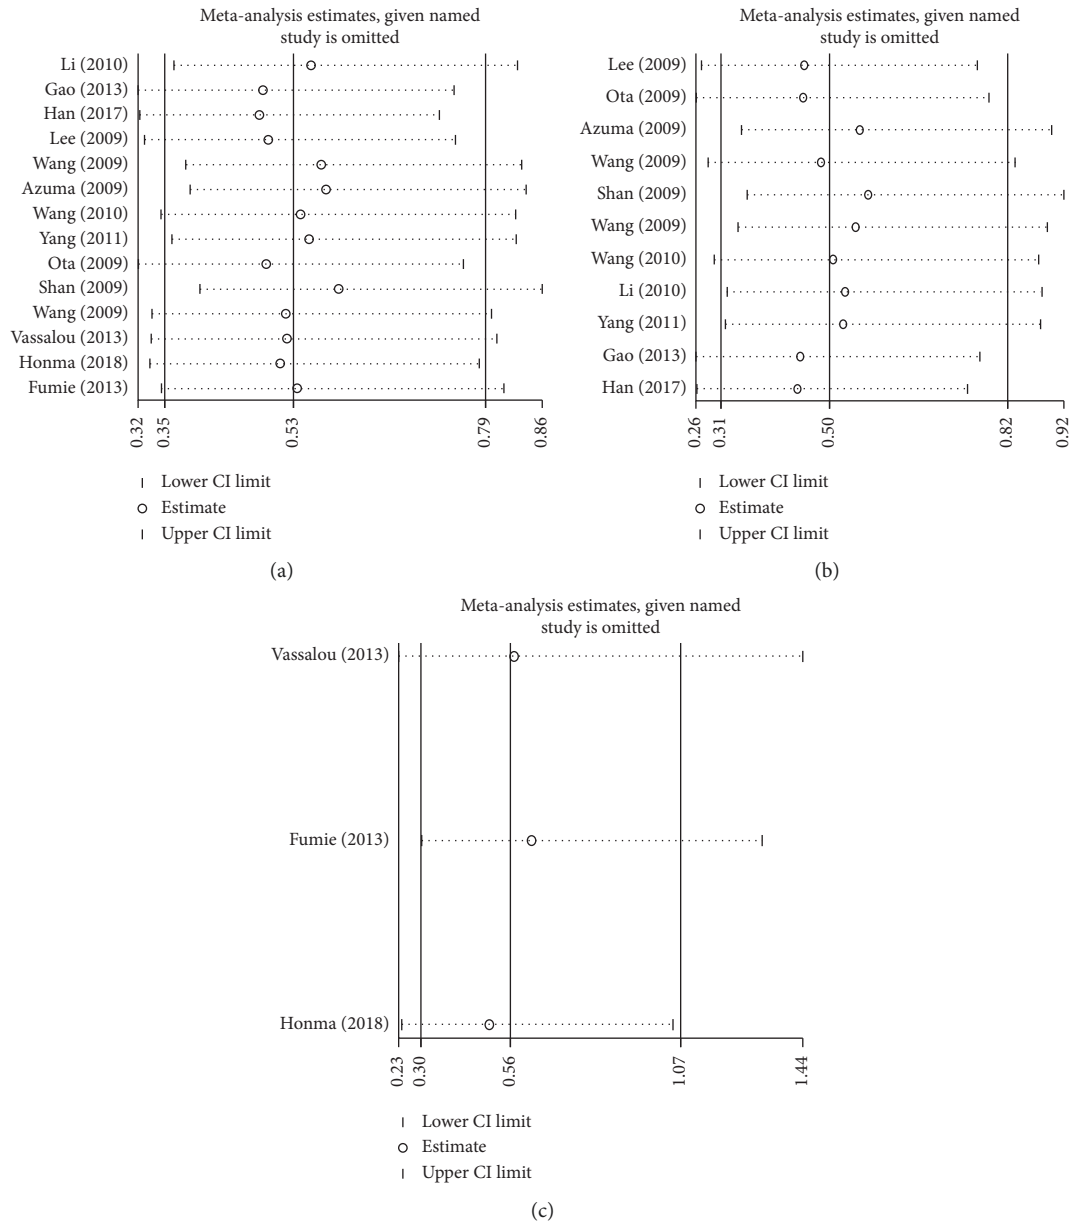 Meta-analysis estimates, given named
study is omitted
Li (2010)
Gao (2013)
Han (2017)
Lee (2009)
Wang (2009)
Azuma (2009)
Wang (2010)
Yang (2011)
Ota (2009)
Shan (2009)
Wang (2009)
Vassalou (2013)
Honma (2018)
Fumie (2013)
0.32 0.35 0.53 0.79 0.86
Lower CI limit
Estimate
Upper CI limit
(a)
Meta-analysis estimates, given named
study is omitted
Lee (2009)
Ota (2009)
Azuma (2009)
Wang (2009)
Shan (2009)
Wang (2009)
Wang (2010)
Li (2010)
Yang (2011)
Gao (2013)
Han (2017)
0.26 0.31 0.50 0.82 0.92
Lower CI limit
Estimate
Upper CI limit
(b)
Meta-analysis estimates, given named
study is omitted
Vassalou (2013)
Fumie (2013)
Honma (2018)
0.23 0.30 0.56 1.07 1.44
Lower CI limit
Estimate
Upper CI limit
(c)